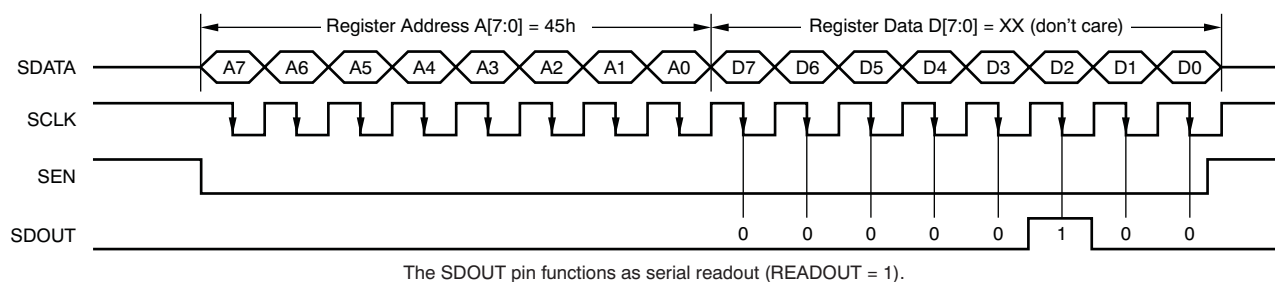 Register Address A[7:0] = 45h Register Data D[7:0] = XX (don't care)
SDATA A7 A6 A5 A4 A3 A2 A1 A0 D7 D6 D5 D4 D3 D2 D1 D0
SCLK
SEN
SDOUT 0 0 0 0 0 1 0 0
The SDOUT pin functions as serial readout (READOUT = 1).